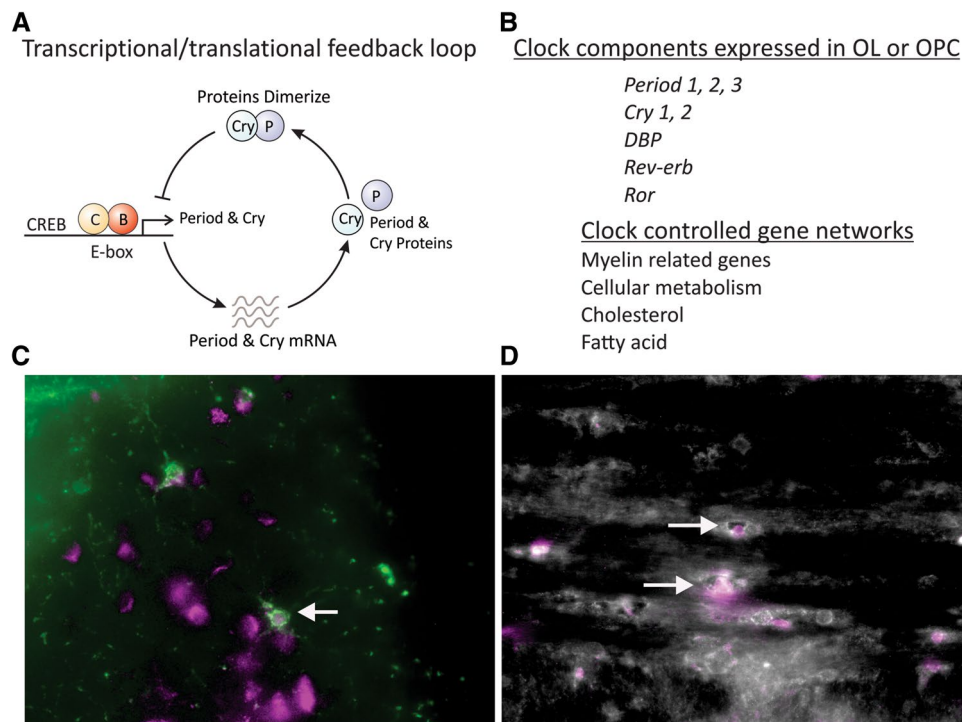 A
Transcriptional/translational feedback loop
Proteins Dimerize
Cry P
P
CREB C B Period & Cry
Cry Period &
Cry Proteins
E-box
Period & Cry mRNA
B
Clock components expressed in OL or OPC
Period 1, 2, 3
Cry 1, 2
DBP
Rev-erb
Ror
Clock controlled gene networks
Myelin related genes
Cellular metabolism
Cholesterol
Fatty acid
C
D